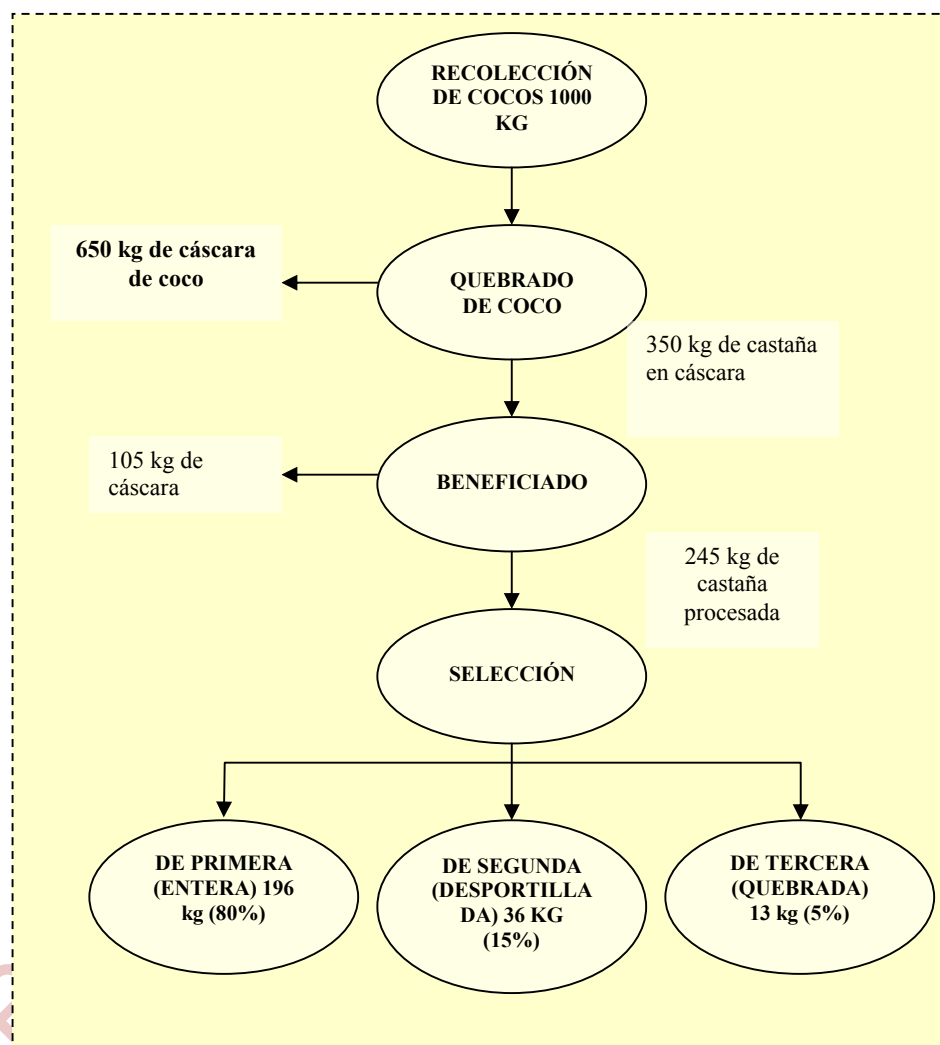 RECOLECCIÓN
DE COCOS 1000
KG
650 kg de cáscara
de coco
QUEBRADO
DE COCO
350 kg de castaña
en cáscara
105 kg de
cáscara
BENEFICIADO
245 kg de
castaña
procesada
SELECCIÓN
DE PRIMERA
(ENTERA) 196
kg (80%)
DE SEGUNDA
(DESPORTILLA
DA) 36 KG
(15%)
DE TERCERA
(QUEBRADA)
13 kg (5%)